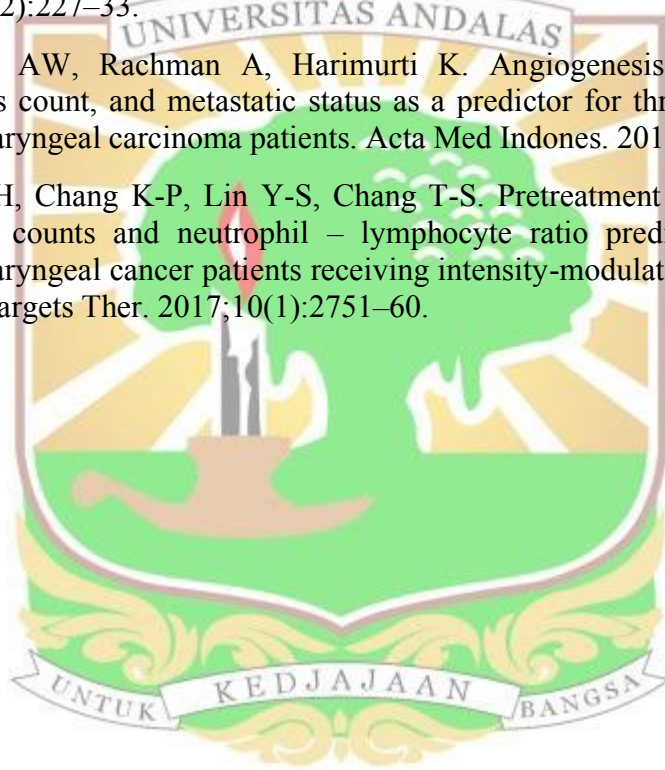 2):227–33.
UNIVERSITAS ANDALAS
AW, Rachman A, Harimurti K. Angiogenesis
s count, and metastatic status as a predictor for thr
aryngeal carcinoma patients. Acta Med Indones. 201
H, Chang K-P, Lin Y-S, Chang T-S. Pretreatment
counts and neutrophil – lymphocyte ratio predi
aryngeal cancer patients receiving intensity-modulat
argets Ther. 2017;10(1):2751–60.
UNTUK KEDJAJAAN BANGSA